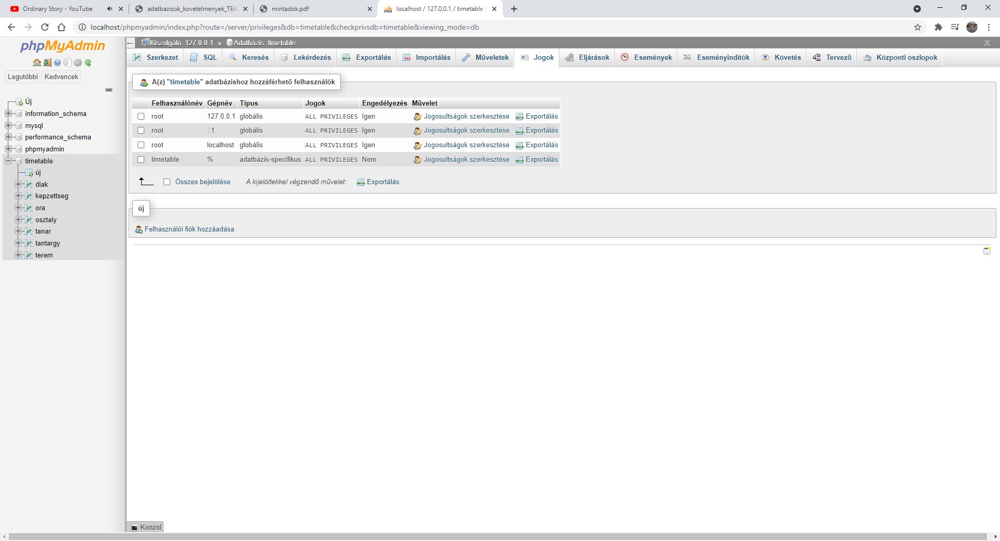 Ordinary Story - YouTube
adatbazisok_kovetelmenyek_TEA
mintadok.pdf
localhost / 127.0.0.1 / timetable
localhost/phpmyadmin/index.php?route=/server/privileges&db=timetable&checkprivsdb=timetable&viewing_mode=db
phpMyAdmin
Legutóbbi Kedvencek
Új
information_schema
mysql
performance_schema
phpmyadmin
timetable
új
diak
kepzettseg
ora
osztaly
tanar
tantargy
terem
Kiszolgáló: 127.0.0.1 » Adatbázis: timetable
Szerkezet SQL Keresés Lekérdezés Exportálás Importálás Műveletek Jogok Eljárások Események Eseményindítók Követés Tervező Központi oszlopok
A(z) "timetable" adatbázishoz hozzáférhető felhasználók
Felhasználónév Gépnév Típus Jogok Engedélyezés Művelet
root 127.0.0.1 globális ALL PRIVILEGES Igen Jogosultságok szerkesztése Exportálás
root ::1 globális ALL PRIVILEGES Igen Jogosultságok szerkesztése Exportálás
root localhost globális ALL PRIVILEGES Igen Jogosultságok szerkesztése Exportálás
timetable % adatbázis-specifikus ALL PRIVILEGES Nem Jogosultságok szerkesztése Exportálás
Összes bejelölése A kijelöltekkel végzendő művelet: Exportálás
új
Felhasználói fiók hozzáadása
Konzol